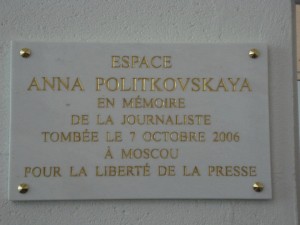 ESPACE
ANNA POLITKOVSKAYA
EN MÉMOIRE
DE LA JOURNALISTE
TOMBÉE LE 7 OCTOBRE 2006
À MOSCOU
POUR LA LIBERTÉ DE LA PRESSE